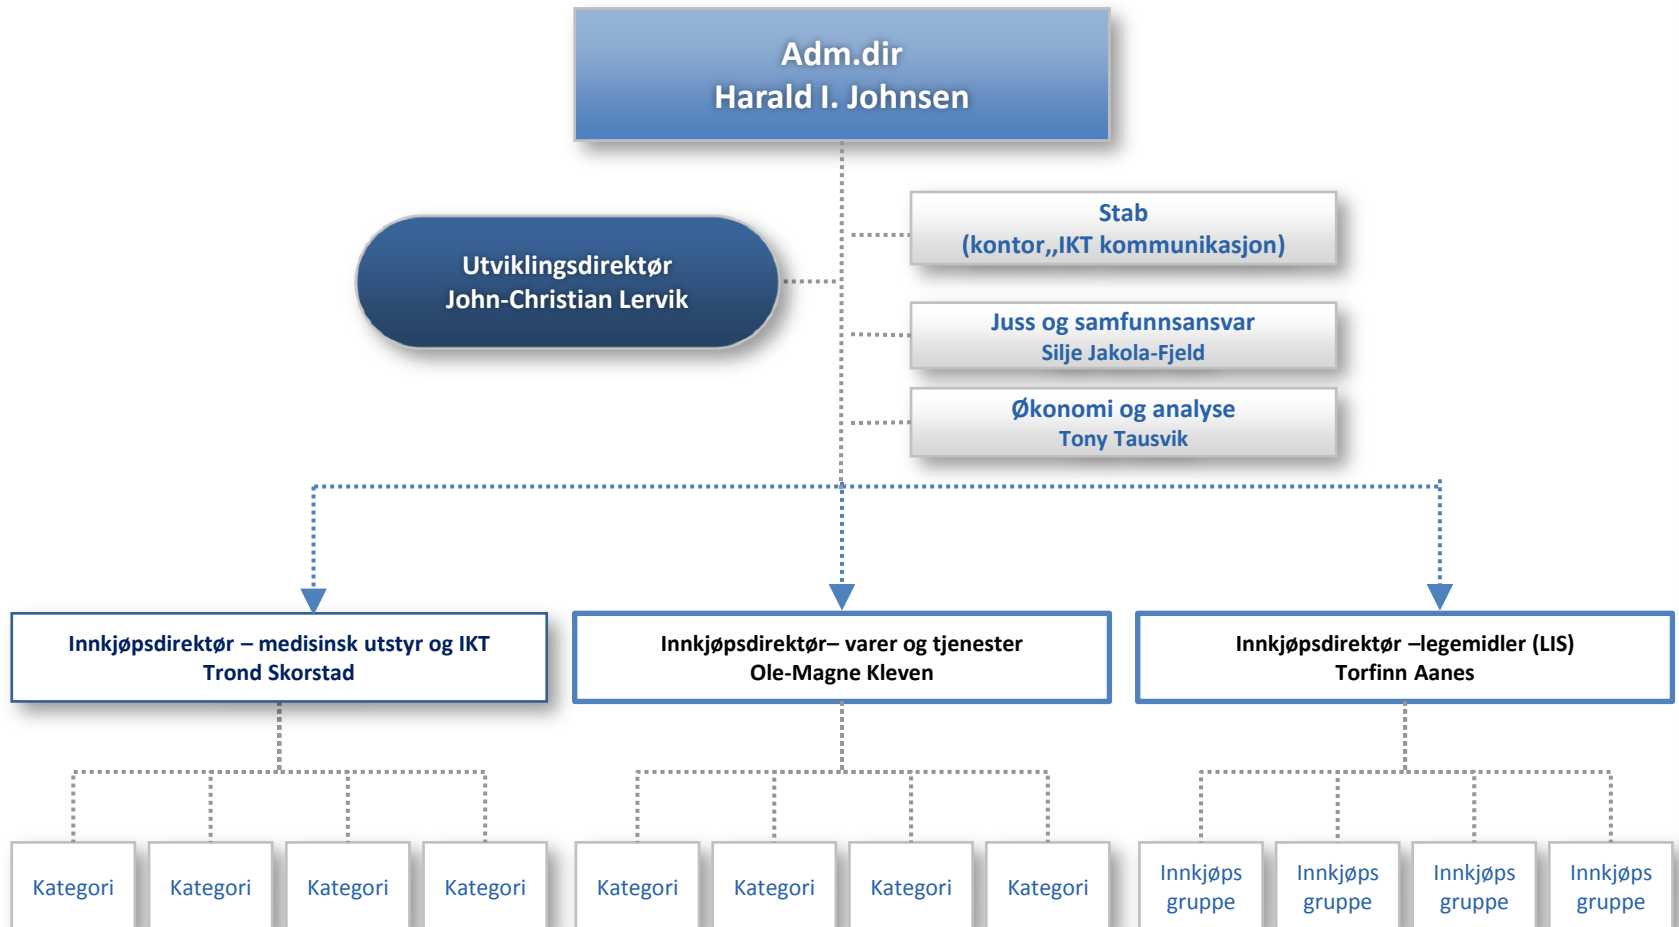 Adm.dir
Harald I. Johnsen
Stab
(kontor,,IKT kommunikasjon)
Utviklingsdirektør
John-Christian Lervik
Juss og samfunnsansvar
Silje Jakola-Fjeld
Økonomi og analyse
Tony Tausvik
Innkjøpsdirektør – medisinsk utstyr og IKT
Trond Skorstad
Innkjøpsdirektør– varer og tjenester
Ole-Magne Kleven
Innkjøpsdirektør –legemidler (LIS)
Torfinn Aanes
Kategori
Kategori
Kategori
Kategori
Kategori
Kategori
Kategori
Kategori
Innkjøps
gruppe
Innkjøps
gruppe
Innkjøps
gruppe
Innkjøps
gruppe